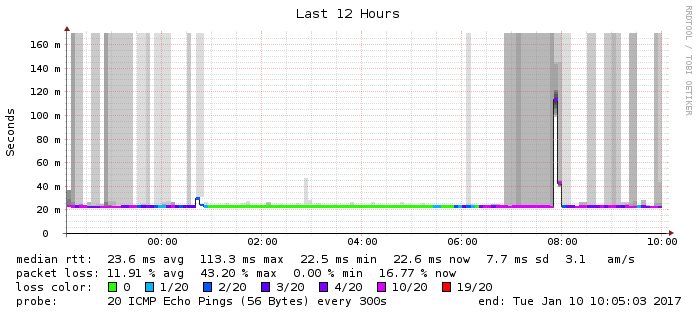 Last 12 Hours
RRDTOOL / TOBI OETIKER
Seconds
160 m
140 m
120 m
100 m
80 m
60 m
40 m
20 m
0
00:00 02:00 04:00 06:00 08:00 10:00
median rtt: 23.6 ms avg 113.3 ms max 22.5 ms min 22.6 ms now 7.7 ms sd 3.1 am/s
packet loss: 11.91 % avg 43.20 % max 0.00 % min 16.77 % now
loss color: 0 1/20 2/20 3/20 4/20 10/20 19/20
probe: 20 ICMP Echo Pings (56 Bytes) every 300s end: Tue Jan 10 10:05:03 2017